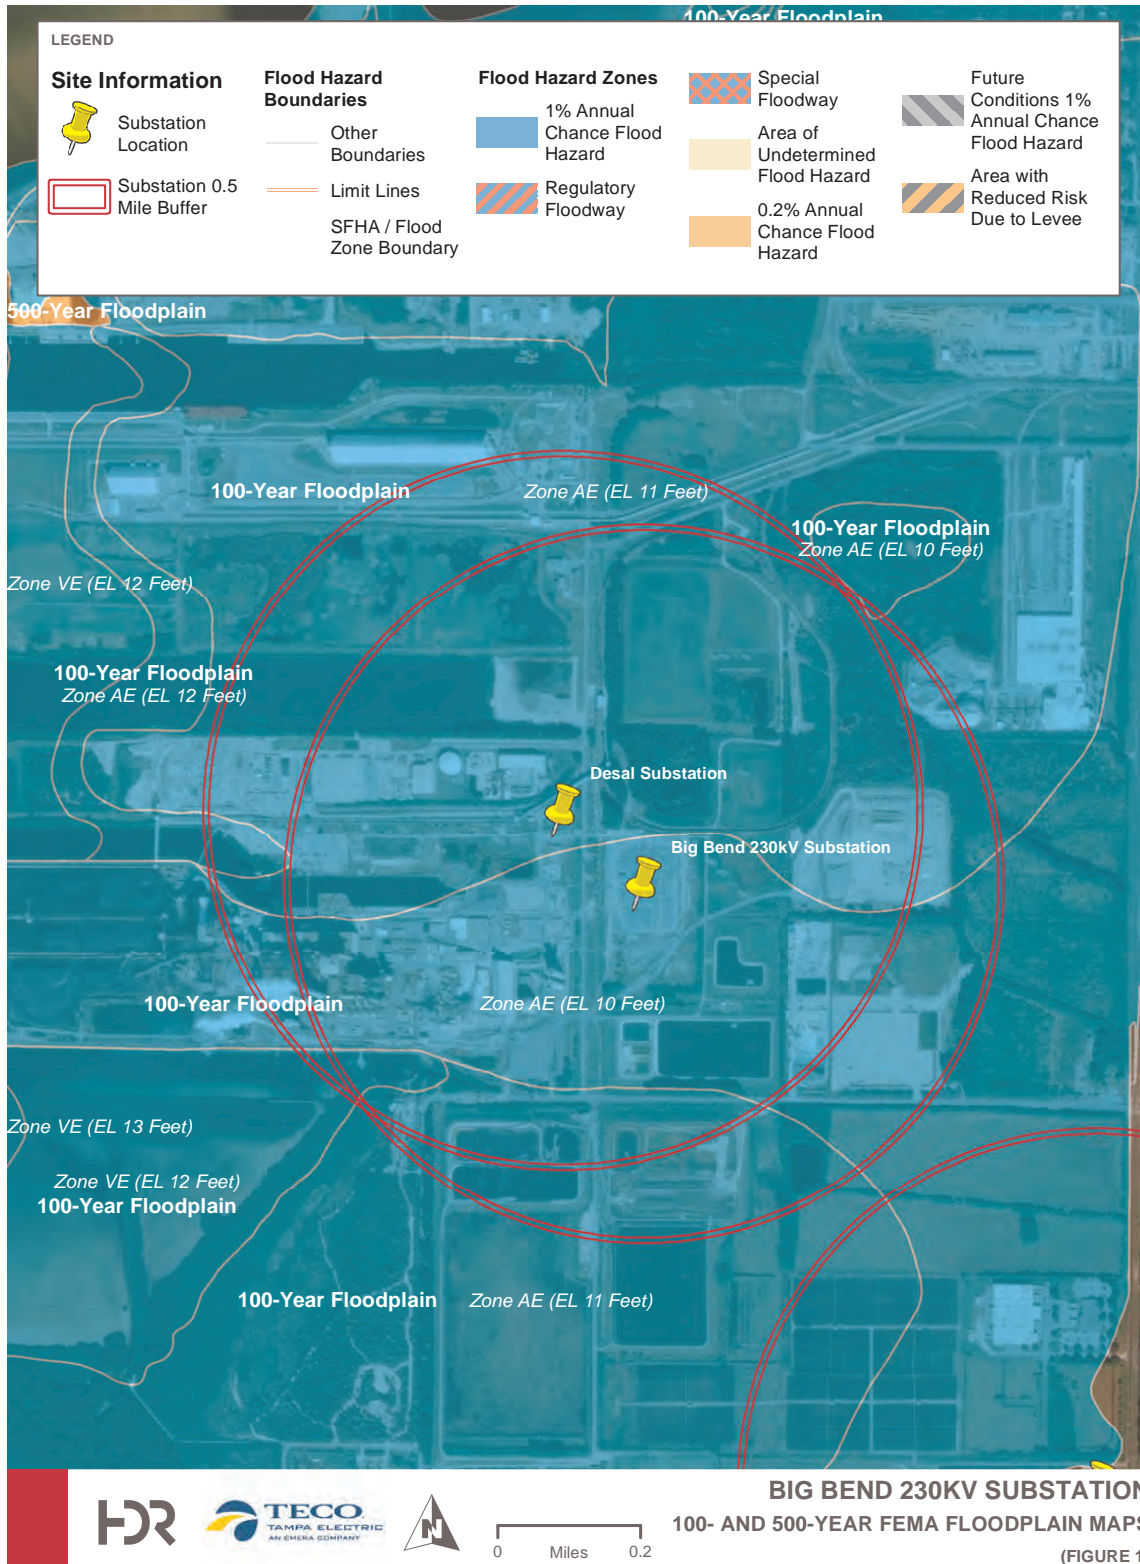 100-Year Floodplain
LEGEND
Site Information
Substation
Location
Substation 0.5
Mile Buffer
Flood Hazard
Boundaries
Other
Boundaries
Limit Lines
SFHA / Flood
Zone Boundary
Flood Hazard Zones
1% Annual
Chance Flood
Hazard
Regulatory
Floodway
Special
Floodway
Area of
Undetermined
Flood Hazard
0.2% Annual
Chance Flood
Hazard
Future
Conditions 1%
Annual Chance
Flood Hazard
Area with
Reduced Risk
Due to Levee
500-Year Floodplain
100-Year Floodplain
Zone AE (EL 11 Feet)
100-Year Floodplain
Zone AE (EL 10 Feet)
Zone VE (EL 12 Feet)
100-Year Floodplain
Zone AE (EL 12 Feet)
Desal Substation
Big Bend 230kV Substation
100-Year Floodplain
Zone AE (EL 10 Feet)
Zone VE (EL 13 Feet)
Zone VE (EL 12 Feet)
100-Year Floodplain
100-Year Floodplain
Zone AE (EL 11 Feet)
HDR
TECO
TAMPA ELECTRIC
AN EMERA COMPANY
N
0 Miles 0.2
BIG BEND 230KV SUBSTATION
100- AND 500-YEAR FEMA FLOODPLAIN MAPS
(FIGURE 1